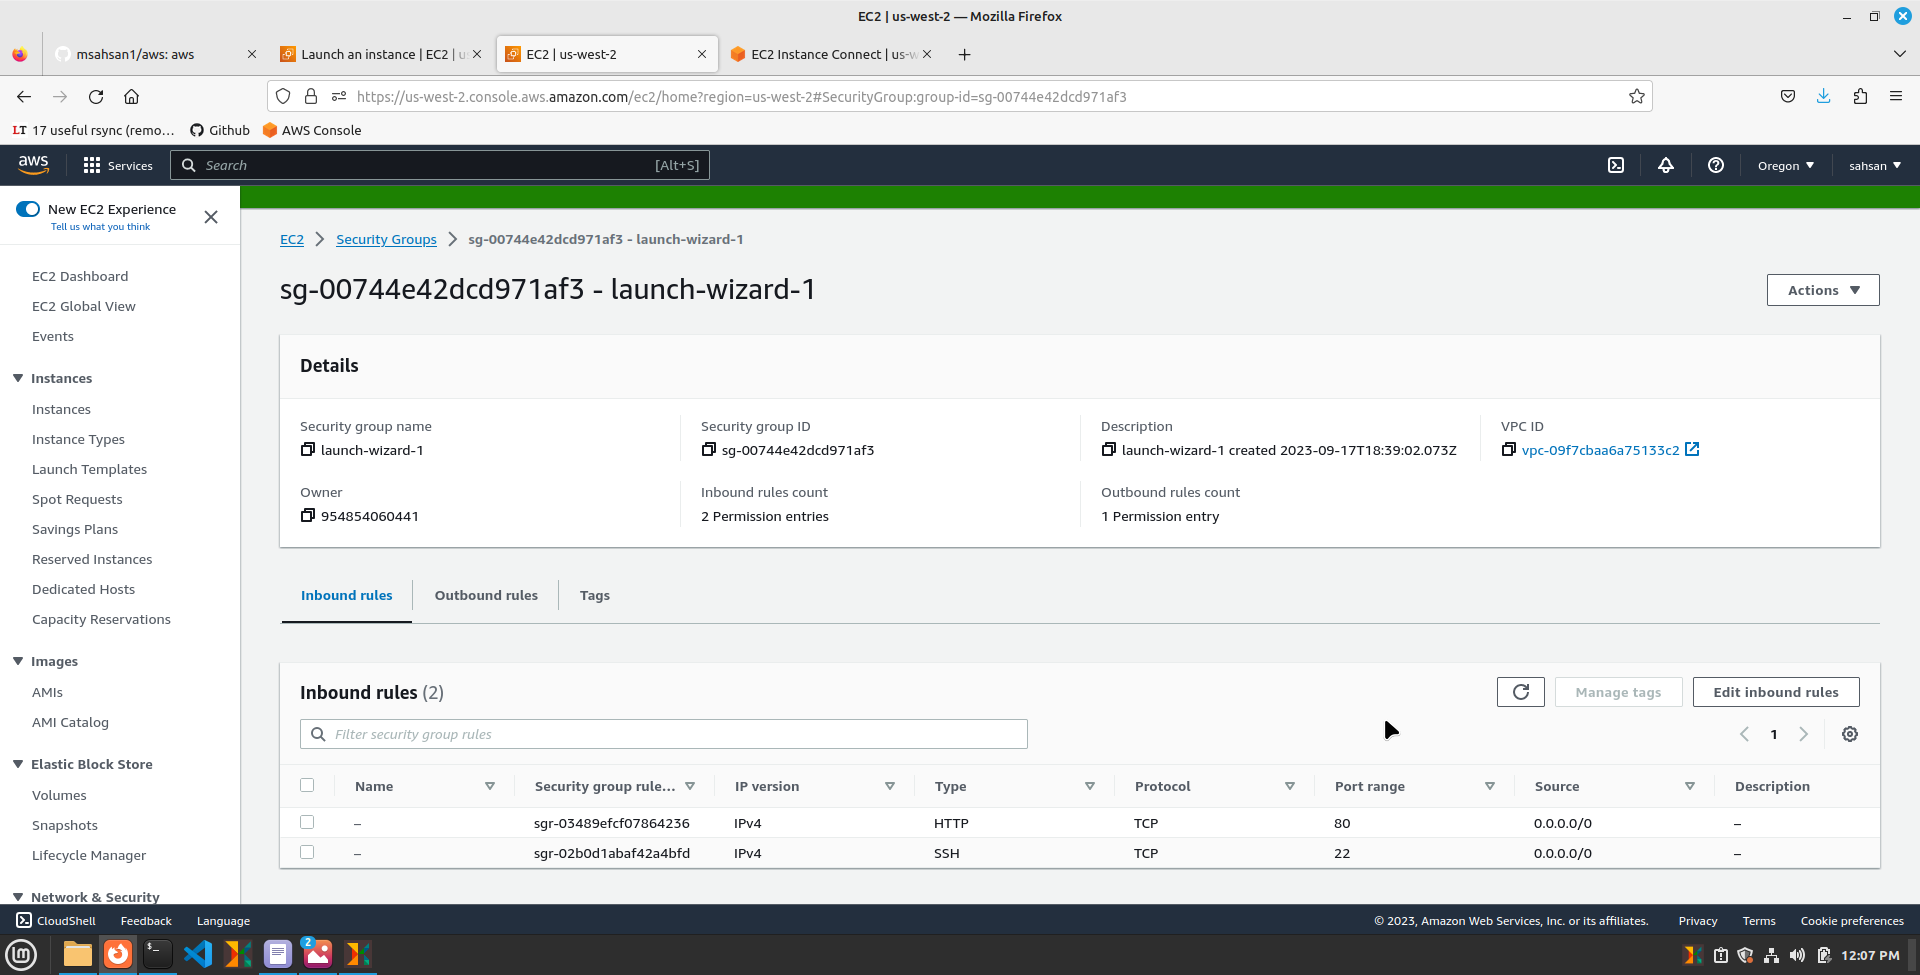 EC2 | us-west-2 — Mozilla Firefox
msahsan1/aws: aws
Launch an instance | EC2 | u
EC2 | us-west-2
EC2 Instance Connect | us-w
https://us-west-2.console.aws.amazon.com/ec2/home?region=us-west-2#SecurityGroup:group-id=sg-00744e42dcd971af3
LT 17 useful rsync (remo… Github AWS Console
aws Services Search [Alt+S] Oregon sahsan
New EC2 Experience
Tell us what you think
EC2 Dashboard
EC2 Global View
Events
Instances
Instances
Instance Types
Launch Templates
Spot Requests
Savings Plans
Reserved Instances
Dedicated Hosts
Capacity Reservations
Images
AMIs
AMI Catalog
Elastic Block Store
Volumes
Snapshots
Lifecycle Manager
Network & Security
EC2 Security Groups sg-00744e42dcd971af3 - launch-wizard-1
sg-00744e42dcd971af3 - launch-wizard-1
Actions
Details
Security group name
launch-wizard-1
Security group ID
sg-00744e42dcd971af3
Description
launch-wizard-1 created 2023-09-17T18:39:02.073Z
VPC ID
vpc-09f7cbaa6a75133c2
Owner
954854060441
Inbound rules count
2 Permission entries
Outbound rules count
1 Permission entry
Inbound rules Outbound rules Tags
Inbound rules (2)
Manage tags Edit inbound rules
Filter security group rules
1
Name Security group rule… IP version Type Protocol Port range Source Description
– sgr-03489efcf07864236 IPv4 HTTP TCP 80 0.0.0.0/0 –
– sgr-02b0d1abaf42a4bfd IPv4 SSH TCP 22 0.0.0.0/0 –
CloudShell Feedback Language © 2023, Amazon Web Services, Inc. or its affiliates. Privacy Terms Cookie preferences
2
12:07 PM